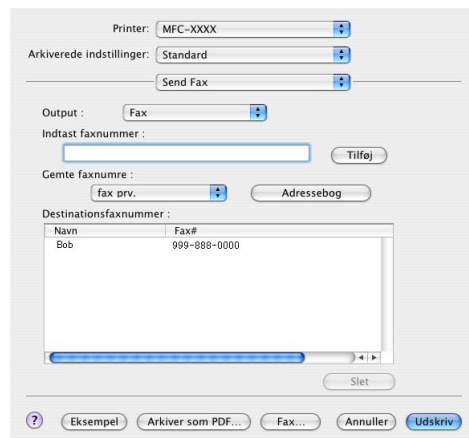 Printer: MFC-XXXX
Arkiverede indstillinger: Standard
Send Fax
Output : Fax
Indtast faxnummer :
Tilføj
Gemte faxnumre :
fax prv. Adressebog
Destinationsfaxnummer :
Navn Fax#
Bob 999-888-0000
Slet
? Eksempel Arkiver som PDF... Fax... Annuller Udskriv